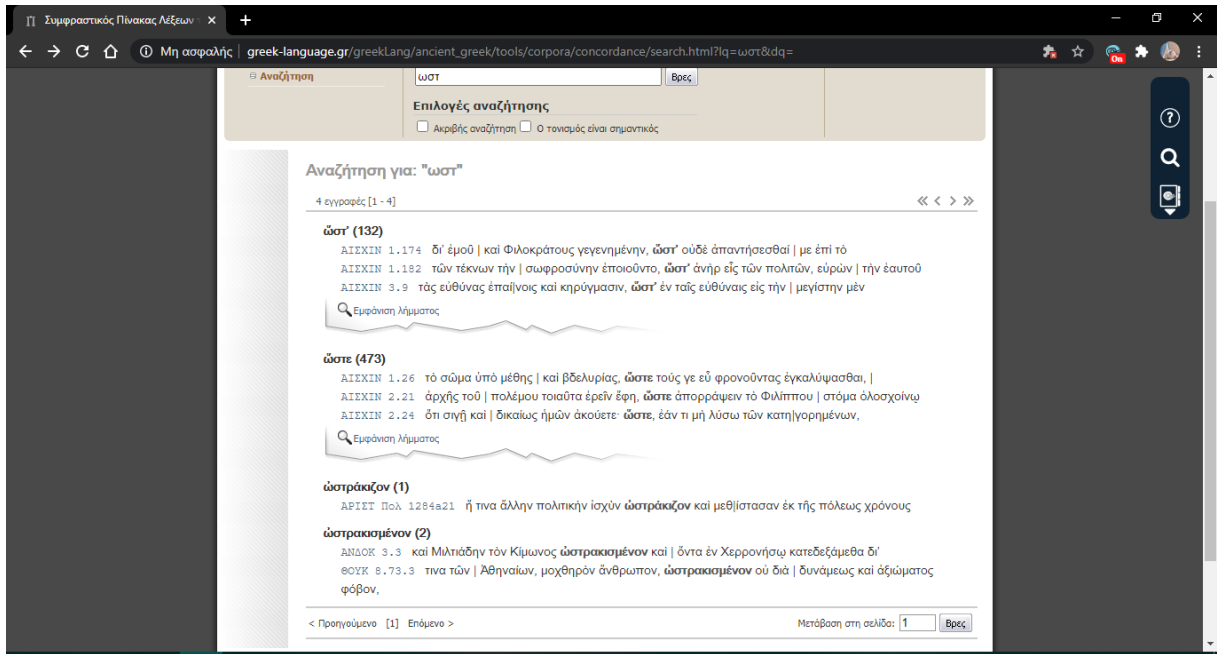 Συμφραστικός Πίνακας Λέξεων
Μη ασφαλής | greek-language.gr/greekLang/ancient_greek/tools/corpora/concordance/search.html?lq=ωστ&dq=
On
Αναζήτηση
ωστ
Βρες
Επιλογές αναζήτησης
Ακριβής αναζήτηση Ο τονισμός είναι σημαντικός
Αναζήτηση για: "ωστ"
4 εγγραφές [1 - 4]
ὥστ' (132)
ΑΙΣΧΙΝ 1.174 δι' ἐμοῦ | καὶ Φιλοκράτους γεγενημένην, ὥστ' οὐδὲ ἀπαντήσεσθαί | με ἐπὶ τὸ
ΑΙΣΧΙΝ 1.182 τῶν τέκνων τὴν | σωφροσύνην ἐποιοῦντο, ὥστ' ἀνὴρ εἷς τῶν πολιτῶν, εὑρὼν | τὴν ἑαυτοῦ
ΑΙΣΧΙΝ 3.9 τὰς εὐθύνας ἐπαί|νοις καὶ κηρύγμασιν, ὥστ' ἐν ταῖς εὐθύναις εἰς τὴν | μεγίστην μὲν
Εμφάνιση λήμματος
ὥστε (473)
ΑΙΣΧΙΝ 1.26 τὸ σῶμα ὑπὸ μέθης | καὶ βδελυρίας, ὥστε τούς γε εὖ φρονοῦντας ἐγκαλύψασθαι, |
ΑΙΣΧΙΝ 2.21 ἀρχῆς τοῦ | πολέμου τοιαῦτα ἐρεῖν ἔφη, ὥστε ἀπορράψειν τὸ Φιλίππου | στόμα ὁλοσχοίνῳ
ΑΙΣΧΙΝ 2.24 ὅτι σιγῇ καὶ | δικαίως ἡμῶν ἀκούετε· ὥστε, ἐάν τι μὴ λύσω τῶν κατη|γορημένων,
Εμφάνιση λήμματος
ὠστράκιζον (1)
ΑΡΙΣΤ Πολ 1284a21 ἤ τινα ἄλλην πολιτικὴν ἰσχὺν ὠστράκιζον καὶ μεθ|ίστασαν ἐκ τῆς πόλεως χρόνους
ὠστρακισμένον (2)
ΑΝΔΟΚ 3.3 καὶ Μιλτιάδην τὸν Κίμωνος ὠστρακισμένον καὶ | ὄντα ἐν Χερρονήσῳ κατεδεξάμεθα δι'
ΘΟΥΚ 8.73.3 τινα τῶν | Ἀθηναίων, μοχθηρὸν ἄνθρωπον, ὠστρακισμένον οὐ διὰ | δυνάμεως καὶ ἀξιώματος
φόβον,
< Προηγούμενο [1] Επόμενο >
Μετάβαση στη σελίδα: 1 Βρες